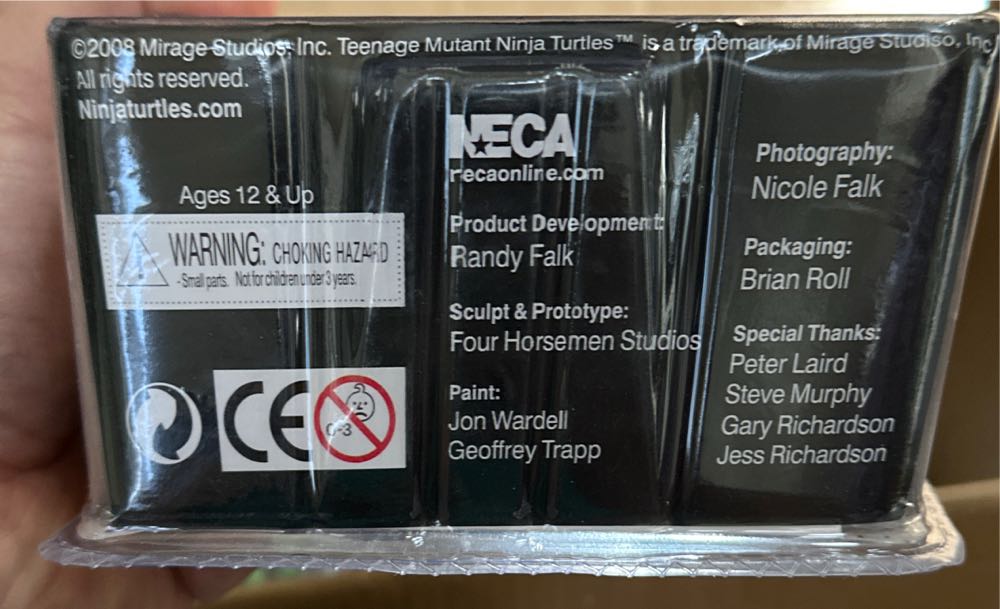 ©2008 Mirage Studios, Inc. Teenage Mutant Ninja Turtles™ is a trademark of Mirage Studiso, Inc
All rights reserved.
Ninjaturtles.com
Ages 12 & Up
WARNING: CHOKING HAZARD
-Small parts. Not for children under 3 years.
CE
0-3
NECA
necaonline.com
Product Development:
Randy Falk
Sculpt & Prototype:
Four Horsemen Studios
Paint:
Jon Wardell
Geoffrey Trapp
Photography:
Nicole Falk
Packaging:
Brian Roll
Special Thanks:
Peter Laird
Steve Murphy
Gary Richardson
Jess Richardson